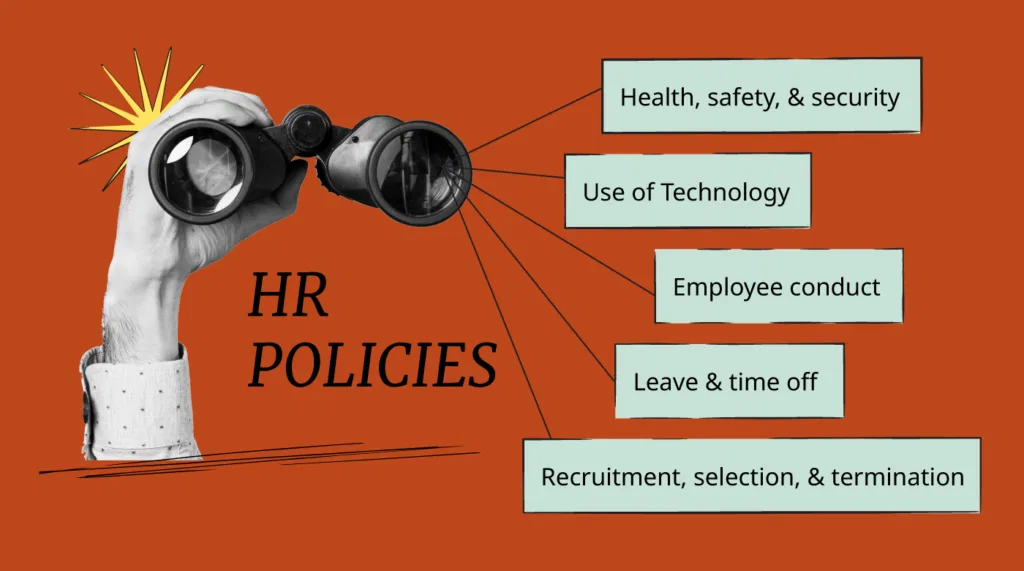 Health, safety, & security
Use of Technology
Employee conduct
HR
POLICIES
Leave & time off
Recruitment, selection, & termination